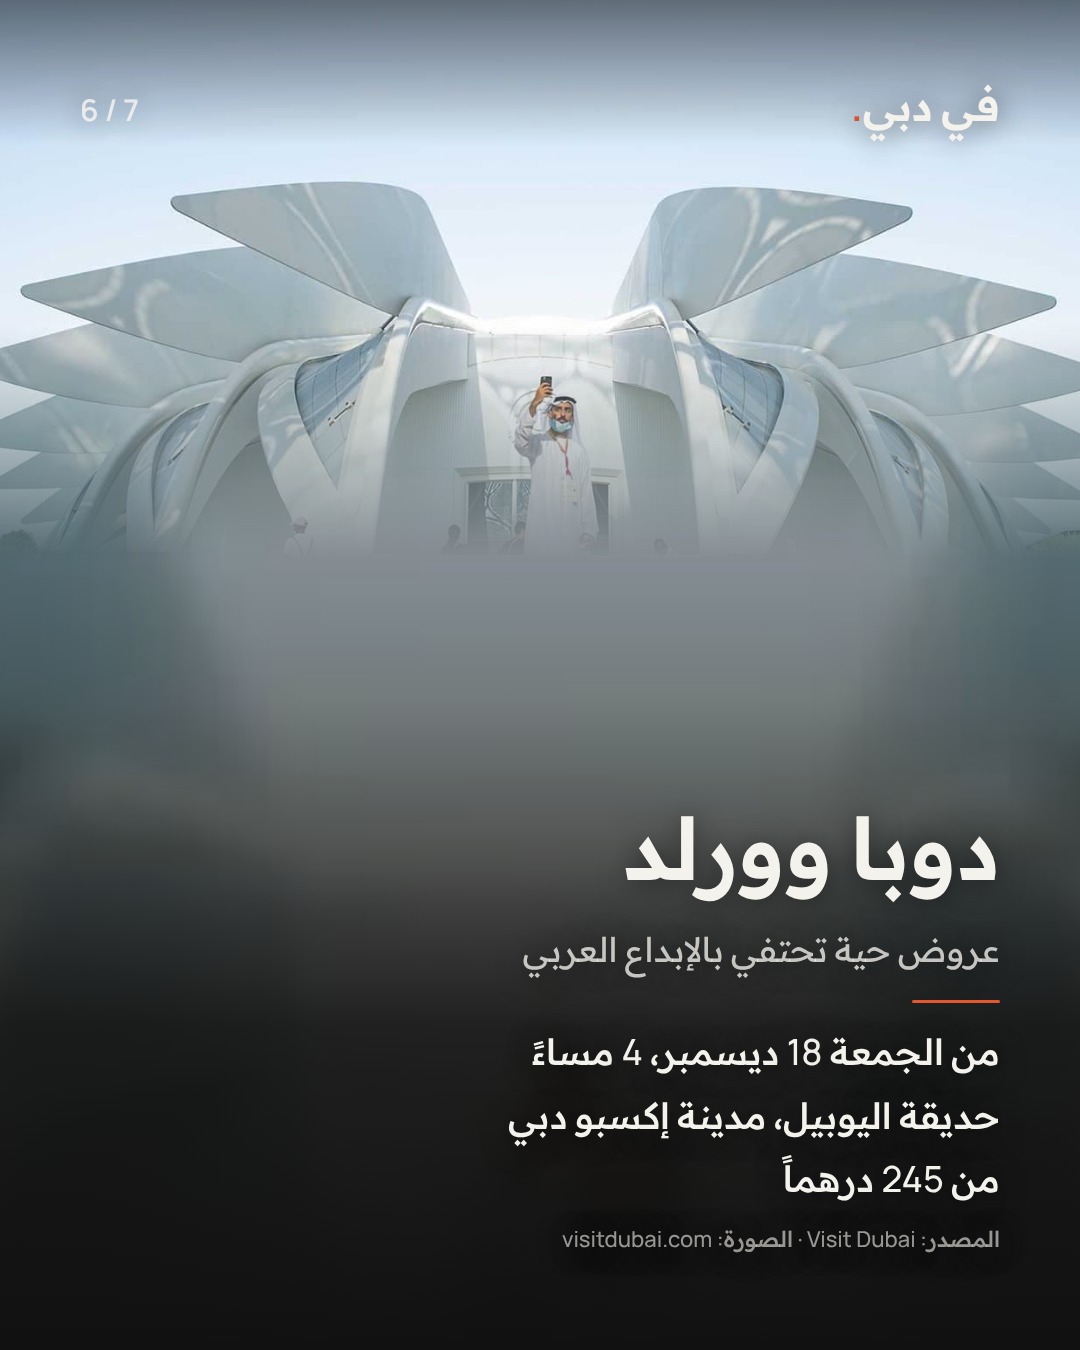 في دبي.
6 / 7
دوبا وورلد
عروض حية تحتفي بالإبداع العربي
من الجمعة 18 ديسمبر، 4 مساءً
حديقة اليوبيل، مدينة إكسبو دبي
من 245 درهماً
المصدر: Visit Dubai · الصورة: visitdubai.com